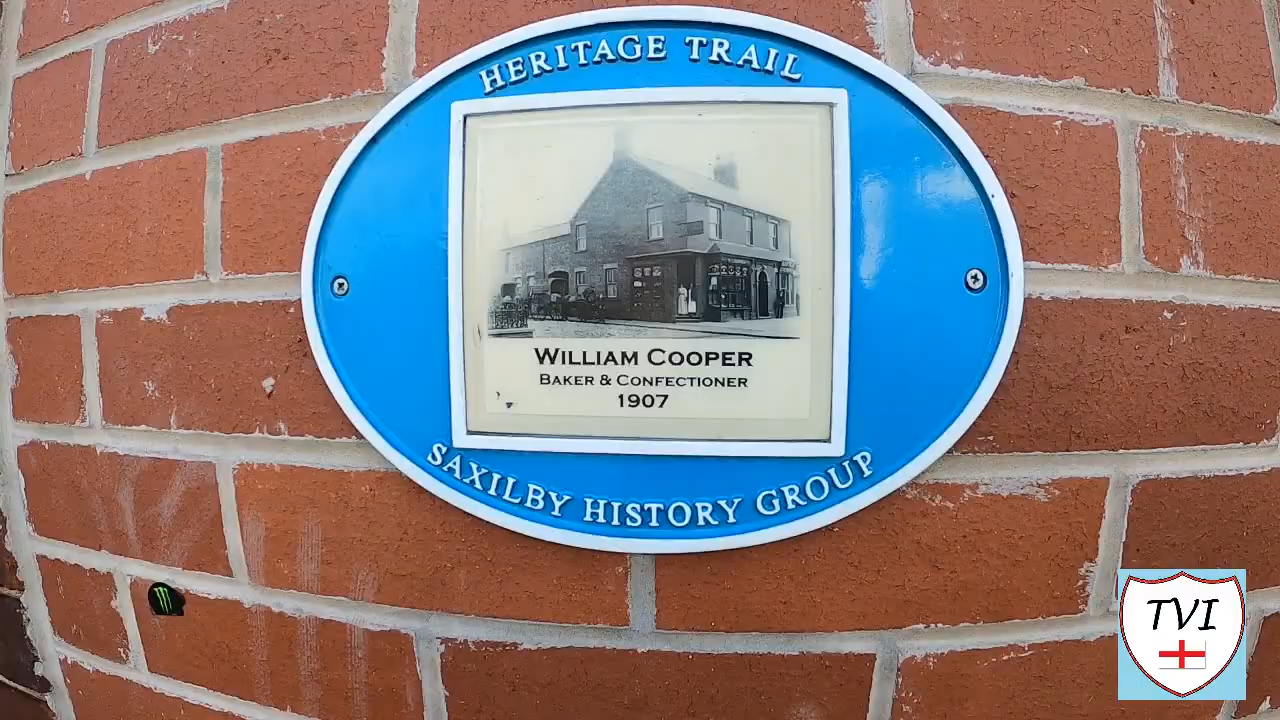 HERITAGE TRAIL
WILLIAM COOPER
BAKER & CONFECTIONER
1907
SAXILBY HISTORY GROUP
TVI